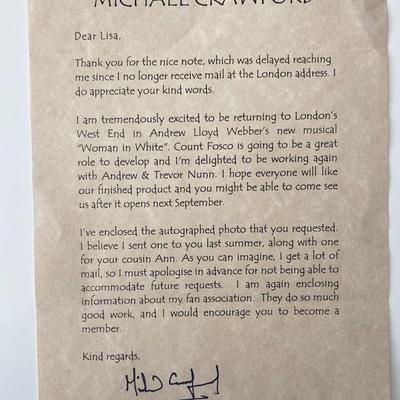 MICHAEL CRAWFORD
Dear Lisa,
Thank you for the nice note, which was delayed reaching
me since I no longer receive mail at the London address. I
do appreciate your kind words.
I am tremendously excited to be returning to London's
West End in Andrew Lloyd Webber's new musical
"Woman in White". Count Fosco is going to be a great
role to develop and I'm delighted to be working again
with Andrew & Trevor Nunn. I hope everyone will like
our finished product and you might be able to come see
us after it opens next September.
I've enclosed the autographed photo that you requested.
I believe I sent one to you last summer, along with one
for your cousin Ann. As you can imagine, I get a lot of
mail, so I must apologise in advance for not being able to
accommodate future requests. I am again enclosing
information about my fan association. They do so much
good work, and I would encourage you to become a
member.
Kind regards,